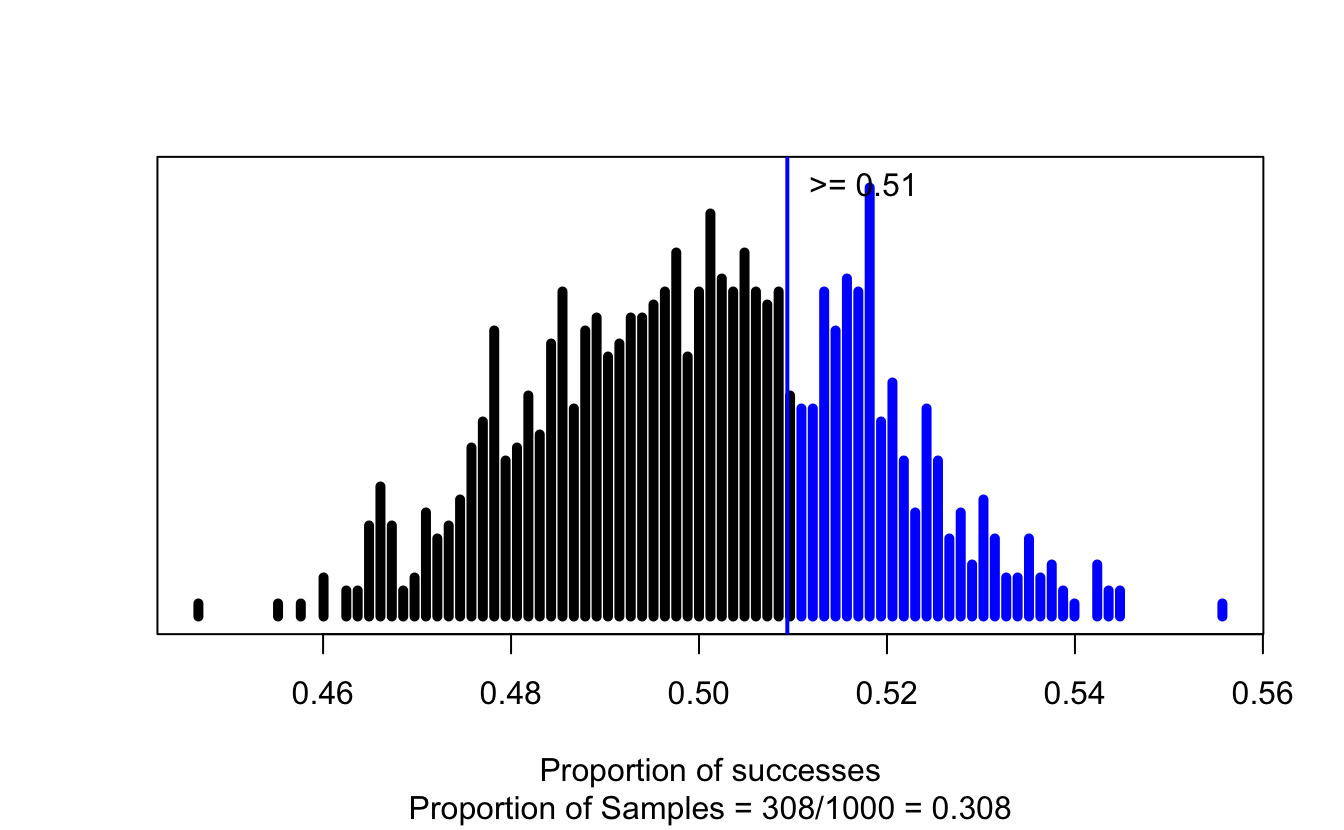 >= 0.51
0.46 0.48 0.50 0.52 0.54 0.56
Proportion of successes
Proportion of Samples = 308/1000 = 0.308